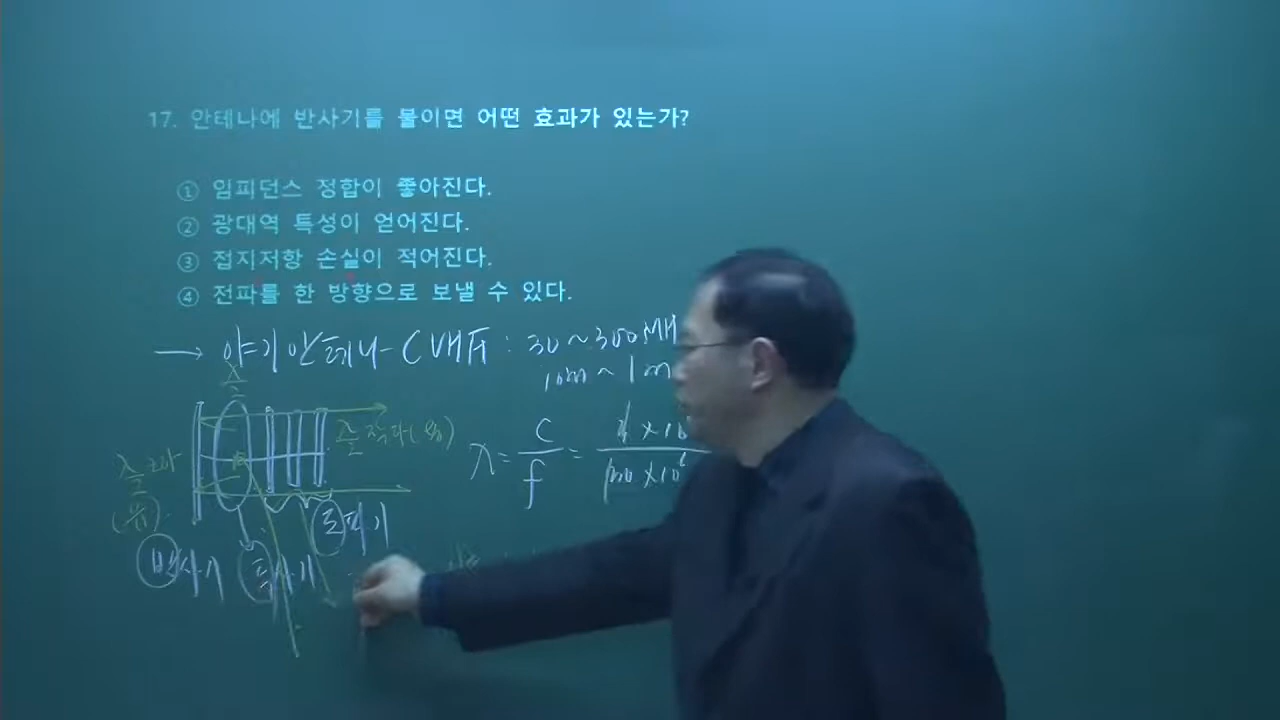 17. 안테나에 반사기를 붙이면 어떤 효과가 있는가?
① 임피던스 정합이 좋아진다.
② 광대역 특성이 얻어진다.
③ 접지저항 손실이 적어진다.
④ 전파를 한 방향으로 보낼 수 있다.
→ 야기 안테나 - : 30 ~ 300 MH
10m ~ 1m
λ = c/f =
반사기
투사기
도파기